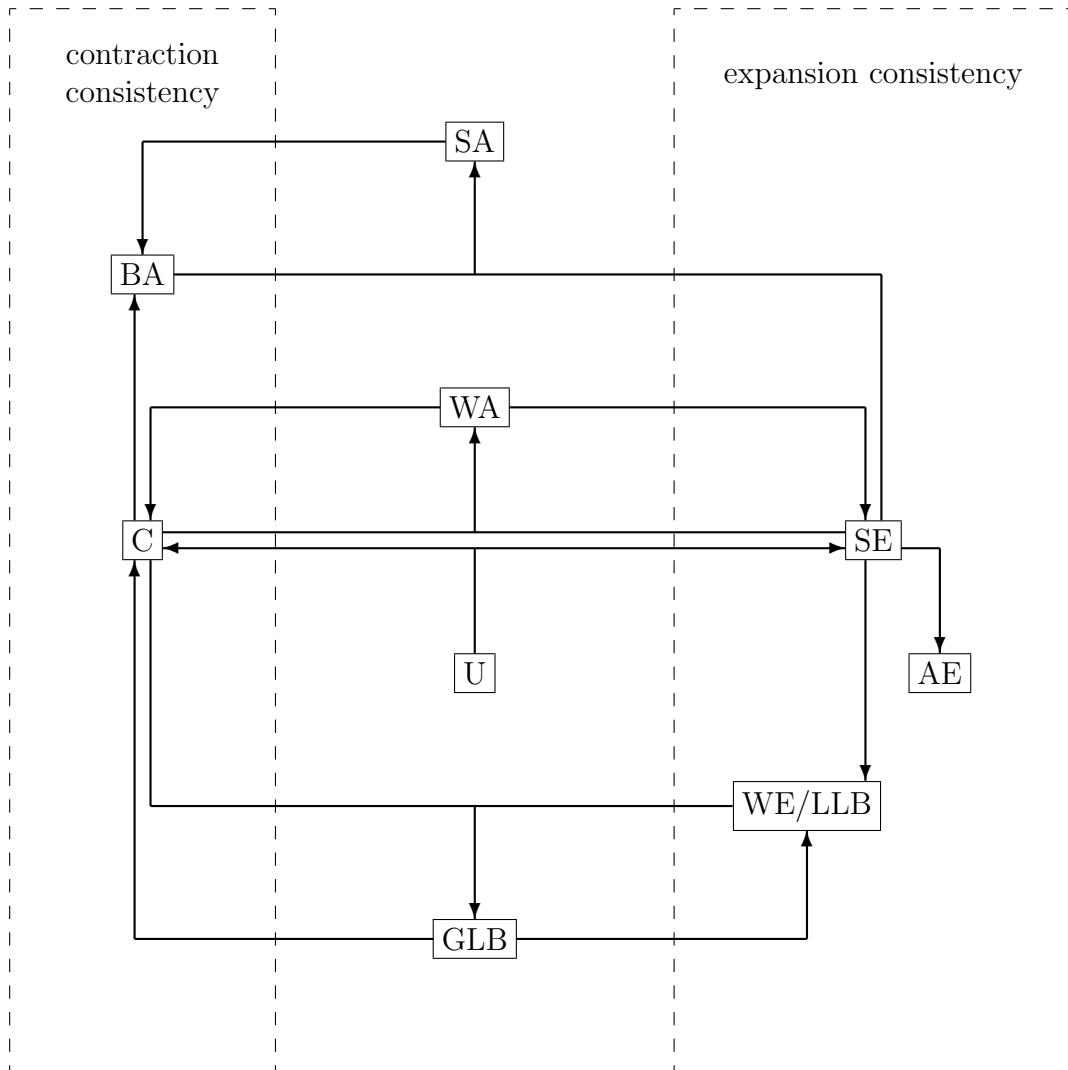 contraction
consistency
expansion consistency
SA
BA
WA
C
SE
U
AE
WE/LLB
GLB